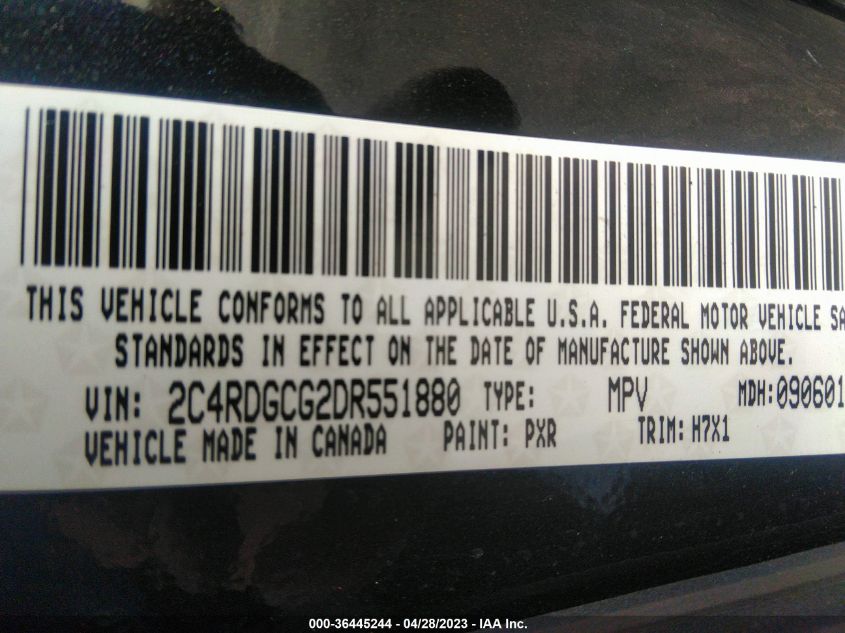 THIS VEHICLE CONFORMS TO ALL APPLICABLE U.S.A. FEDERAL MOTOR VEHICLE SA
STANDARDS IN EFFECT ON THE DATE OF MANUFACTURE SHOWN ABOVE.
VIN: 2C4RDGCG2DR551880 TYPE: MPV MDH:090601
VEHICLE MADE IN CANADA PAINT: PXR TRIM: H7X1
000-36445244 - 04/28/2023 - IAA Inc.